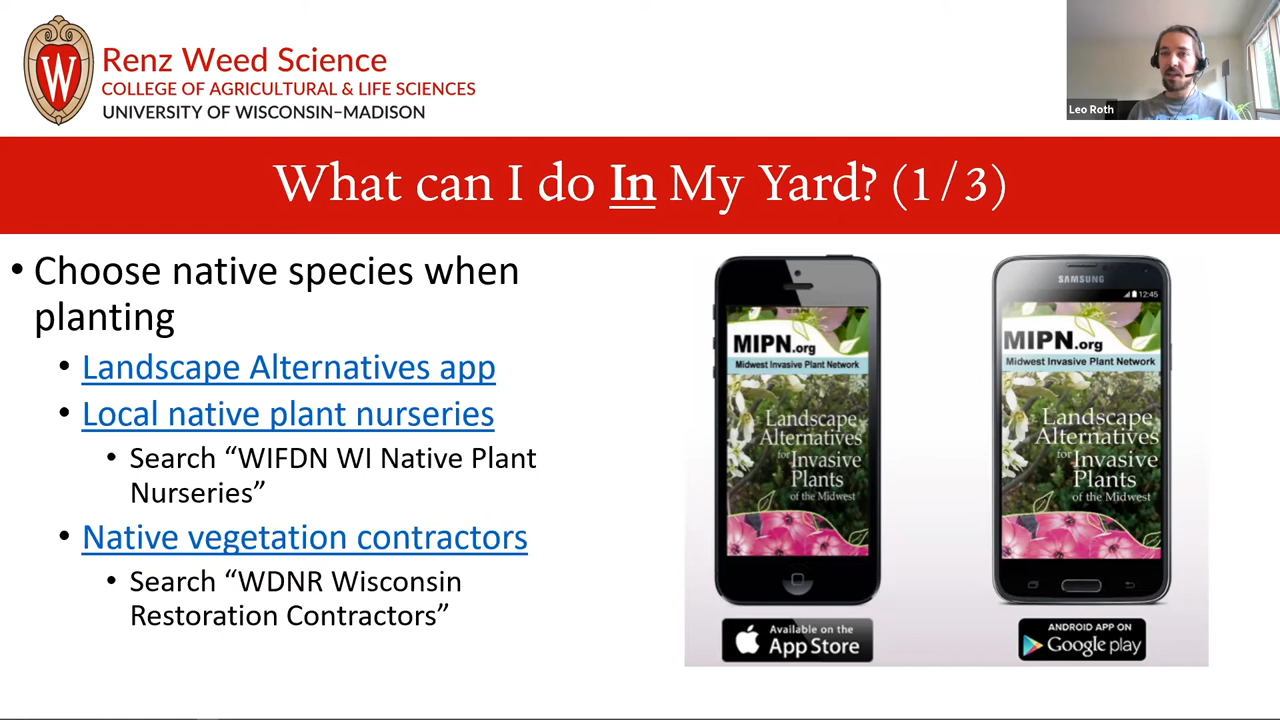 Renz Weed Science
COLLEGE OF AGRICULTURAL & LIFE SCIENCES
UNIVERSITY OF WISCONSIN–MADISON
W
Leo Roth
What can I do In My Yard? (1/3)
• Choose native species when
planting
• Landscape Alternatives app
• Local native plant nurseries
• Search “WIFDN WI Native Plant
Nurseries”
• Native vegetation contractors
• Search “WDNR Wisconsin
Restoration Contractors”
MIPN.org
Midwest Invasive Plant Network
Landscape
Alternatives
for Invasive
Plants
of the Midwest
Available on the
App Store
SAMSUNG
12:45
MIPN.org
Midwest Invasive Plant Network
Landscape
Alternatives
for Invasive
Plants
of the Midwest
ANDROID APP ON
Google play